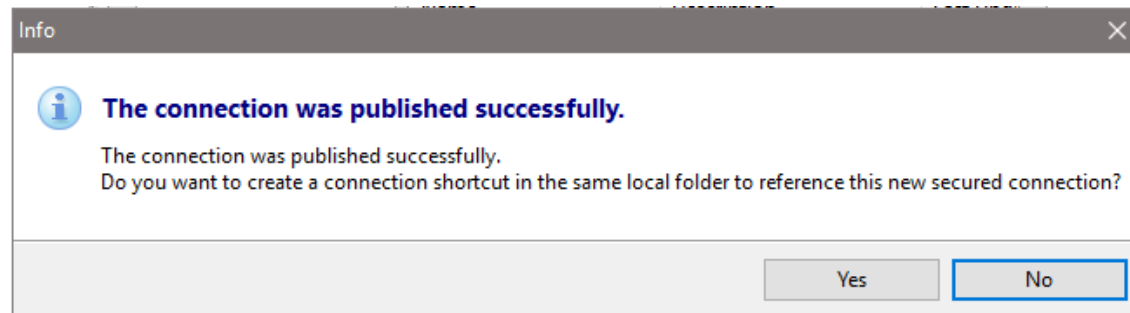 Info
The connection was published successfully.
The connection was published successfully.
Do you want to create a connection shortcut in the same local folder to reference this new secured connection?
Yes
No